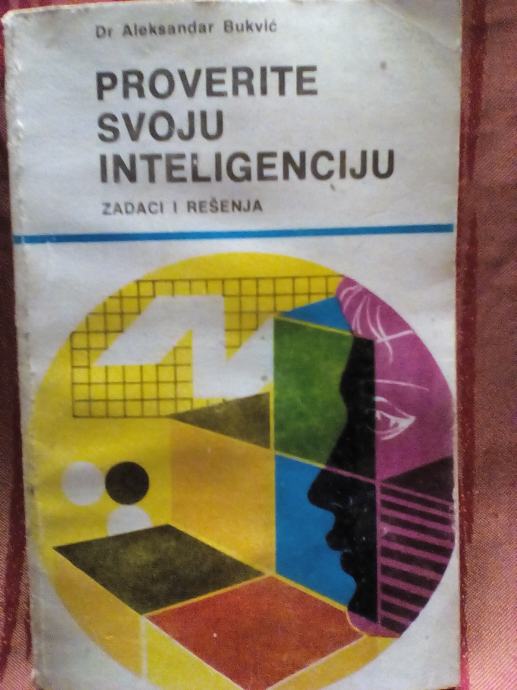 Dr Aleksandar Bukvić
PROVERITE
SVOJU
INTELIGENCIJU
ZADACI I REŠENJA